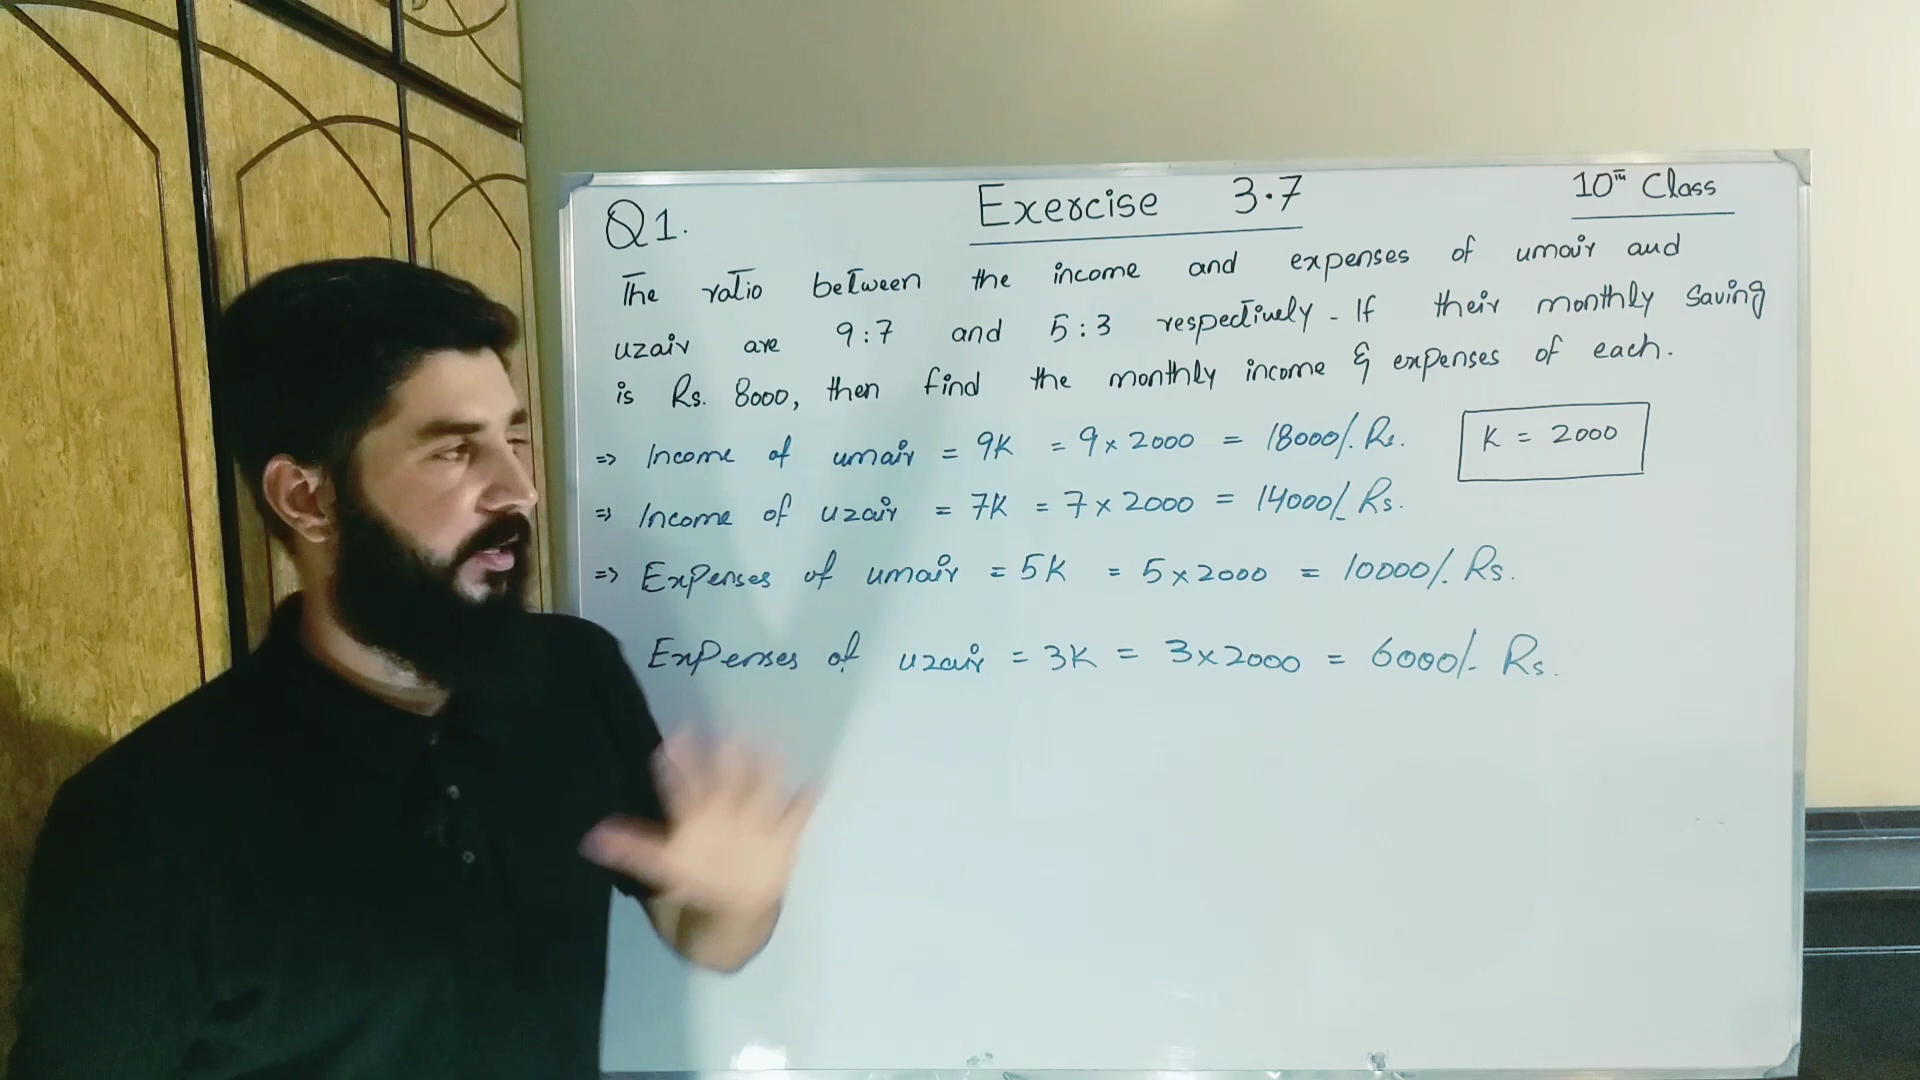 Exercise 3.7
10th Class
Q1.
The ratio between the income and expenses of umair and
uzair are 9:7 and 5:3 respectively. If their monthly saving
is Rs. 8000, then find the monthly income & expenses of each.
=> Income of umair = 9K = 9 x 2000 = 18000/. Rs.
K = 2000
=> Income of uzair = 7K = 7 x 2000 = 14000/- Rs.
=> Expenses of umair = 5K = 5 x 2000 = 10000/. Rs.
Expenses of uzair = 3K = 3 x 2000 = 6000/- Rs.